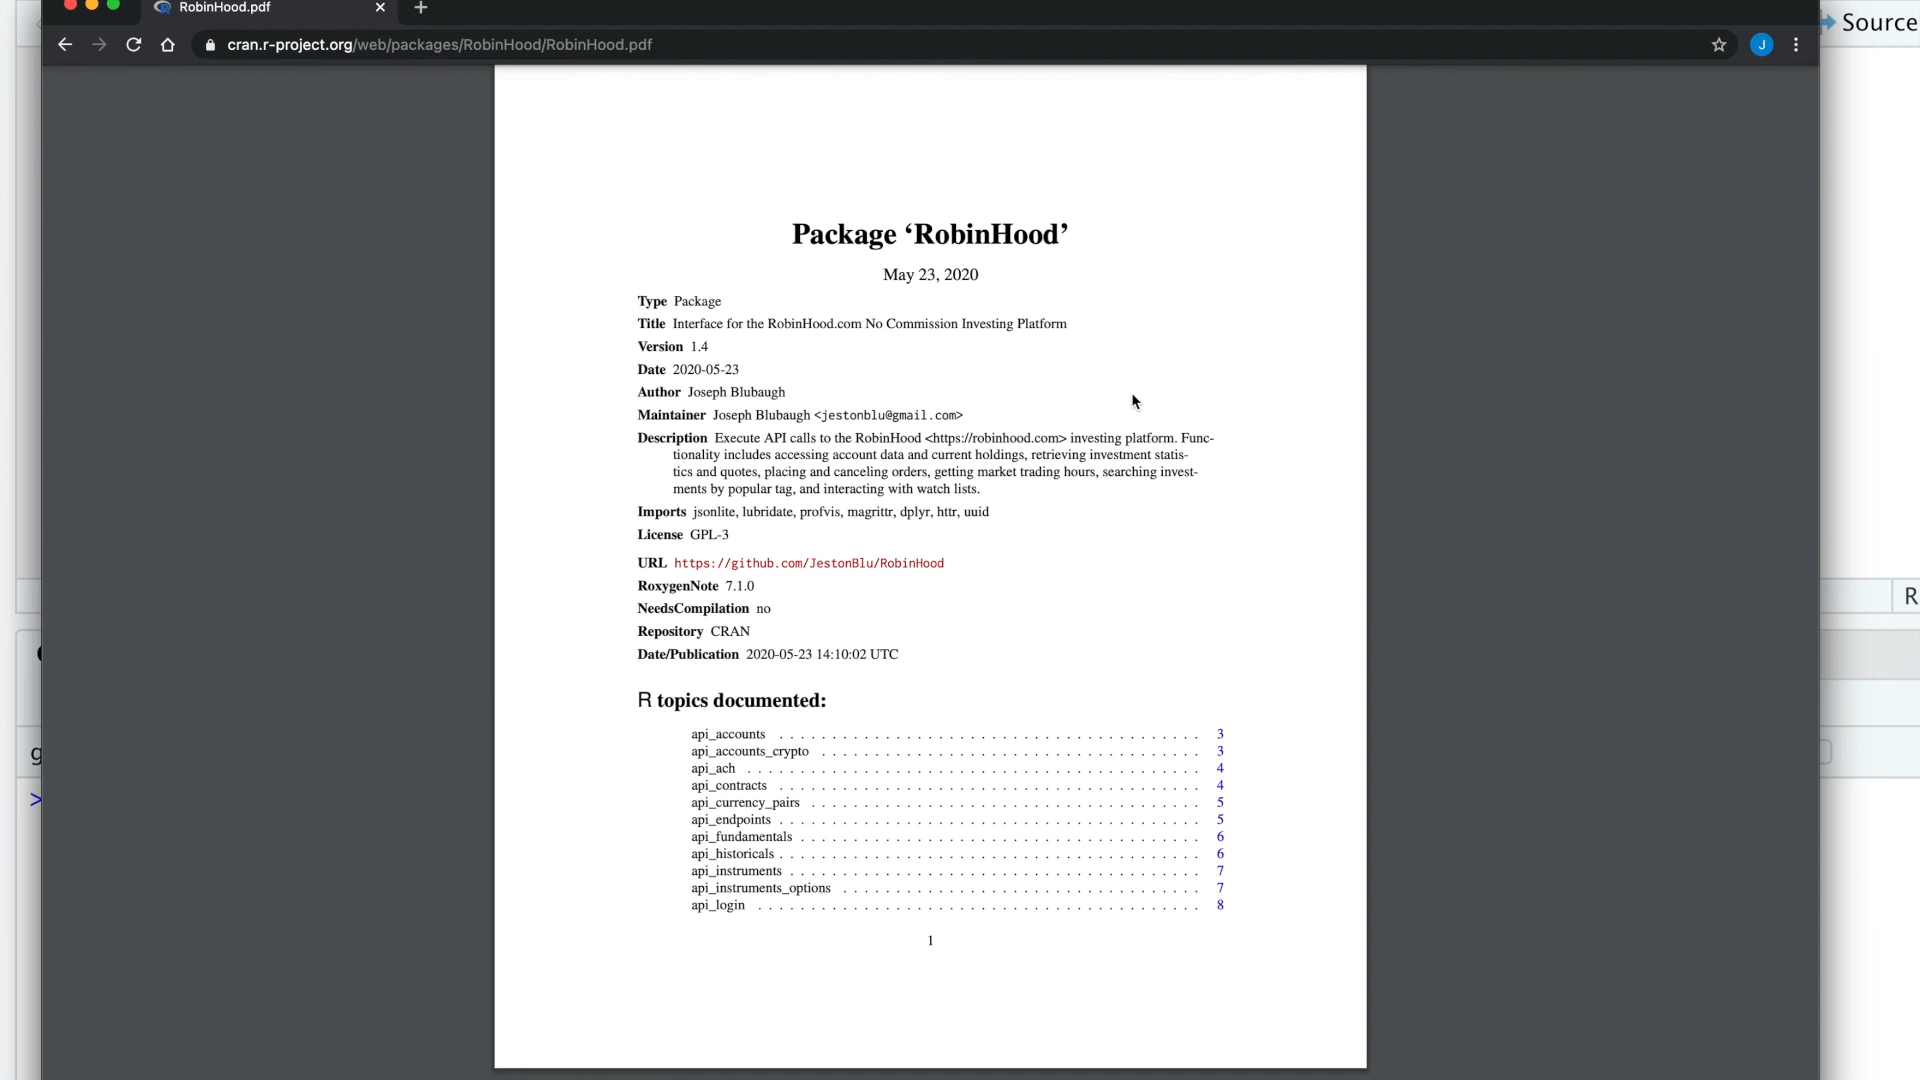 RobinHood.pdf
cran.r-project.org/web/packages/RobinHood/RobinHood.pdf
J
Source
Package ‘RobinHood’
May 23, 2020
Type Package
Title Interface for the RobinHood.com No Commission Investing Platform
Version 1.4
Date 2020-05-23
Author Joseph Blubaugh
Maintainer Joseph Blubaugh <jestonblu@gmail.com>
Description Execute API calls to the RobinHood <https://robinhood.com> investing platform. Func-
tionality includes accessing account data and current holdings, retrieving investment statis-
tics and quotes, placing and canceling orders, getting market trading hours, searching invest-
ments by popular tag, and interacting with watch lists.
Imports jsonlite, lubridate, profvis, magrittr, dplyr, httr, uuid
License GPL-3
URL https://github.com/JestonBlu/RobinHood
RoxygenNote 7.1.0
NeedsCompilation no
Repository CRAN
Date/Publication 2020-05-23 14:10:02 UTC
R topics documented:
api_accounts . . . . . . . . . . . . . . . . . . . . . . . . . . . . . . . . . . . . . . . . 3
api_accounts_crypto . . . . . . . . . . . . . . . . . . . . . . . . . . . . . . . . . . . . 3
api_ach . . . . . . . . . . . . . . . . . . . . . . . . . . . . . . . . . . . . . . . . . . . 4
api_contracts . . . . . . . . . . . . . . . . . . . . . . . . . . . . . . . . . . . . . . . . 4
api_currency_pairs . . . . . . . . . . . . . . . . . . . . . . . . . . . . . . . . . . . . . 5
api_endpoints . . . . . . . . . . . . . . . . . . . . . . . . . . . . . . . . . . . . . . . . 5
api_fundamentals . . . . . . . . . . . . . . . . . . . . . . . . . . . . . . . . . . . . . . 6
api_historicals . . . . . . . . . . . . . . . . . . . . . . . . . . . . . . . . . . . . . . . . 6
api_instruments . . . . . . . . . . . . . . . . . . . . . . . . . . . . . . . . . . . . . . . 7
api_instruments_options . . . . . . . . . . . . . . . . . . . . . . . . . . . . . . . . . . 7
api_login . . . . . . . . . . . . . . . . . . . . . . . . . . . . . . . . . . . . . . . . . . 8
1
R
g
>